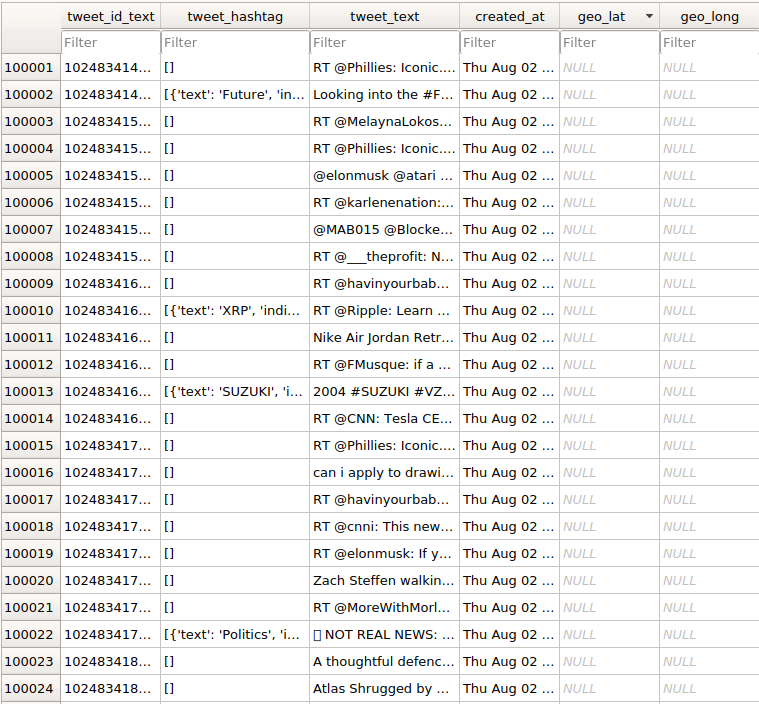 tweet_id_text tweet_hashtag tweet_text created_at geo_lat geo_long
Filter Filter Filter Filter Filter Filter
100001 102483414... [] RT @Phillies: Iconic.... Thu Aug 02 ... NULL NULL
100002 102483414... [{'text': 'Future', 'in... Looking into the #F... Thu Aug 02 ... NULL NULL
100003 102483415... [] RT @MelaynaLokos... Thu Aug 02 ... NULL NULL
100004 102483415... [] RT @Phillies: Iconic.... Thu Aug 02 ... NULL NULL
100005 102483415... [] @elonmusk @atari ... Thu Aug 02 ... NULL NULL
100006 102483415... [] RT @karlenenation:... Thu Aug 02 ... NULL NULL
100007 102483415... [] @MAB015 @Blocke... Thu Aug 02 ... NULL NULL
100008 102483415... [] RT @___theprofit: N... Thu Aug 02 ... NULL NULL
100009 102483416... [] RT @havinyourbab... Thu Aug 02 ... NULL NULL
100010 102483416... [{'text': 'XRP', 'indi... RT @Ripple: Learn ... Thu Aug 02 ... NULL NULL
100011 102483416... [] Nike Air Jordan Retr... Thu Aug 02 ... NULL NULL
100012 102483416... [] RT @FMusque: if a ... Thu Aug 02 ... NULL NULL
100013 102483416... [{'text': 'SUZUKI', 'i... 2004 #SUZUKI #VZ... Thu Aug 02 ... NULL NULL
100014 102483416... [] RT @CNN: Tesla CE... Thu Aug 02 ... NULL NULL
100015 102483417... [] RT @Phillies: Iconic.... Thu Aug 02 ... NULL NULL
100016 102483417... [] can i apply to drawi... Thu Aug 02 ... NULL NULL
100017 102483417... [] RT @havinyourbab... Thu Aug 02 ... NULL NULL
100018 102483417... [] RT @cnni: This new... Thu Aug 02 ... NULL NULL
100019 102483417... [] RT @elonmusk: If y... Thu Aug 02 ... NULL NULL
100020 102483417... [] Zach Steffen walkin... Thu Aug 02 ... NULL NULL
100021 102483417... [] RT @MoreWithMorl... Thu Aug 02 ... NULL NULL
100022 102483417... [{'text': 'Politics', 'i... NOT REAL NEWS: ... Thu Aug 02 ... NULL NULL
100023 102483418... [] A thoughtful defenc... Thu Aug 02 ... NULL NULL
100024 102483418... [] Atlas Shrugged by ... Thu Aug 02 ... NULL NULL